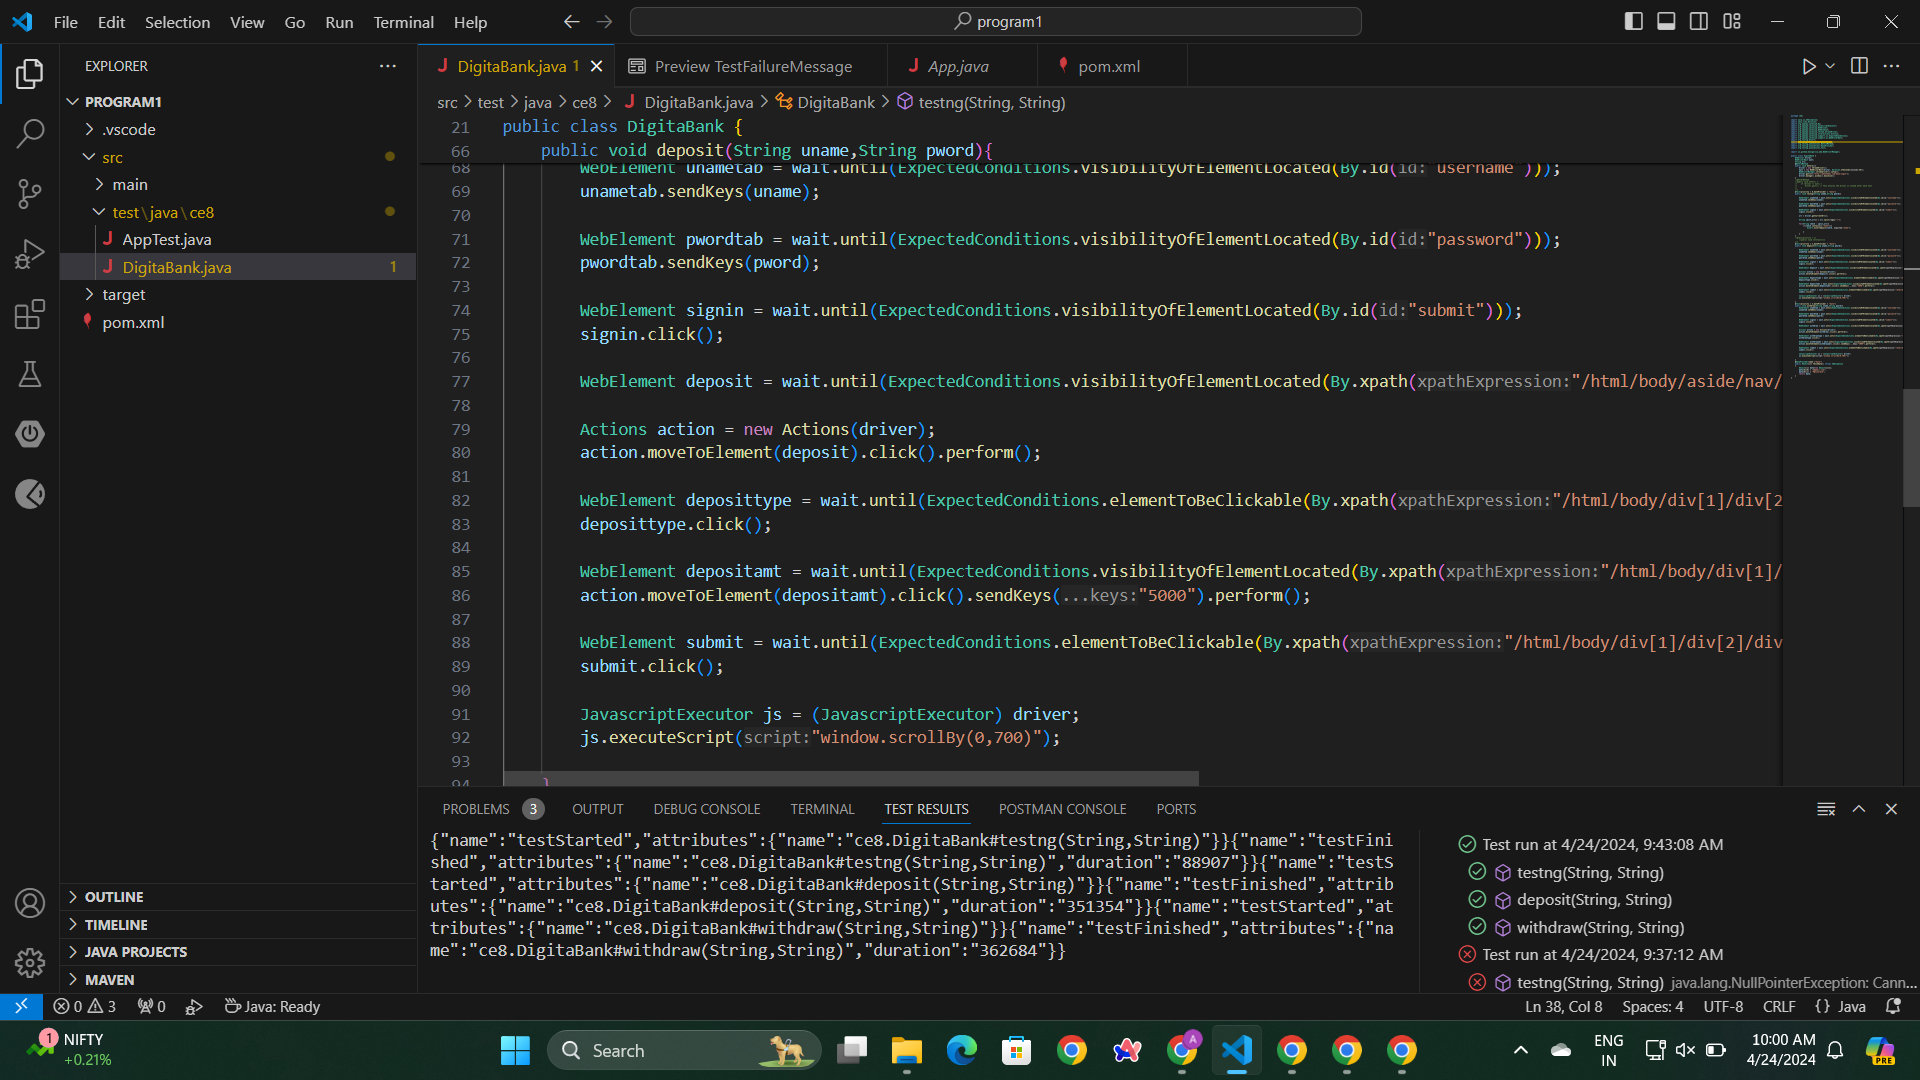 File Edit Selection View Go Run Terminal Help
program1
EXPLORER
PROGRAM1
.vscode
src
main
test\java\ce8
AppTest.java
DigitaBank.java 1
target
pom.xml
OUTLINE
TIMELINE
JAVA PROJECTS
MAVEN
DigitaBank.java 1
Preview TestFailureMessage
App.java
pom.xml
src > test > java > ce8 > DigitaBank.java > DigitaBank > testng(String, String)
21 public class DigitaBank {
66 public void deposit(String uname,String pword){
68 WebElement unametab = wait.until(ExpectedConditions.visibilityOfElementLocated(By.id(id:"username")));
69 unametab.sendKeys(uname);
70
71 WebElement pwordtab = wait.until(ExpectedConditions.visibilityOfElementLocated(By.id(id:"password")));
72 pwordtab.sendKeys(pword);
73
74 WebElement signin = wait.until(ExpectedConditions.visibilityOfElementLocated(By.id(id:"submit")));
75 signin.click();
76
77 WebElement deposit = wait.until(ExpectedConditions.visibilityOfElementLocated(By.xpath(xpathExpression:"/html/body/aside/nav/
78
79 Actions action = new Actions(driver);
80 action.moveToElement(deposit).click().perform();
81
82 WebElement deposittype = wait.until(ExpectedConditions.elementToBeClickable(By.xpath(xpathExpression:"/html/body/div[1]/div[2
83 deposittype.click();
84
85 WebElement depositamt = wait.until(ExpectedConditions.visibilityOfElementLocated(By.xpath(xpathExpression:"/html/body/div[1]/
86 action.moveToElement(depositamt).click().sendKeys(...keys:"5000").perform();
87
88 WebElement submit = wait.until(ExpectedConditions.elementToBeClickable(By.xpath(xpathExpression:"/html/body/div[1]/div[2]/div
89 submit.click();
90
91 JavascriptExecutor js = (JavascriptExecutor) driver;
92 js.executeScript(script:"window.scrollBy(0,700)");
93
94 }
PROBLEMS 3 OUTPUT DEBUG CONSOLE TERMINAL TEST RESULTS POSTMAN CONSOLE PORTS
{"name":"testStarted","attributes":{"name":"ce8.DigitaBank#testng(String,String)"}}{"name":"testFini
shed","attributes":{"name":"ce8.DigitaBank#testng(String,String)","duration":"88907"}}{"name":"testS
tarted","attributes":{"name":"ce8.DigitaBank#deposit(String,String)"}}{"name":"testFinished","attrib
utes":{"name":"ce8.DigitaBank#deposit(String,String)","duration":"351354"}}{"name":"testStarted","at
tributes":{"name":"ce8.DigitaBank#withdraw(String,String)"}}{"name":"testFinished","attributes":{"na
me":"ce8.DigitaBank#withdraw(String,String)","duration":"362684"}}
Test run at 4/24/2024, 9:43:08 AM
testng(String, String)
deposit(String, String)
withdraw(String, String)
Test run at 4/24/2024, 9:37:12 AM
testng(String, String) java.lang.NullPointerException: Cann...
0 3 0 Java: Ready
Ln 38, Col 8 Spaces: 4 UTF-8 CRLF {} Java
1
NIFTY
+0.21%
Search
A
ENG
IN
10:00 AM
4/24/2024
PRE